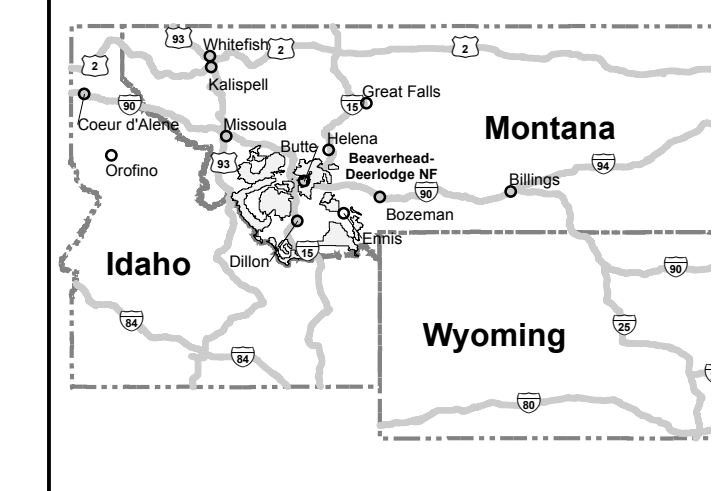 93
Whitefish
2
2
2
Kalispell
90
15
Great Falls
Coeur d'Alene
Missoula
Montana
Butte
Helena
Orofino
93
Beaverhead-
Deerlodge NF
94
90
Billings
Bozeman
Ennis
Dillon
15
Idaho
90
84
25
Wyoming
84
80